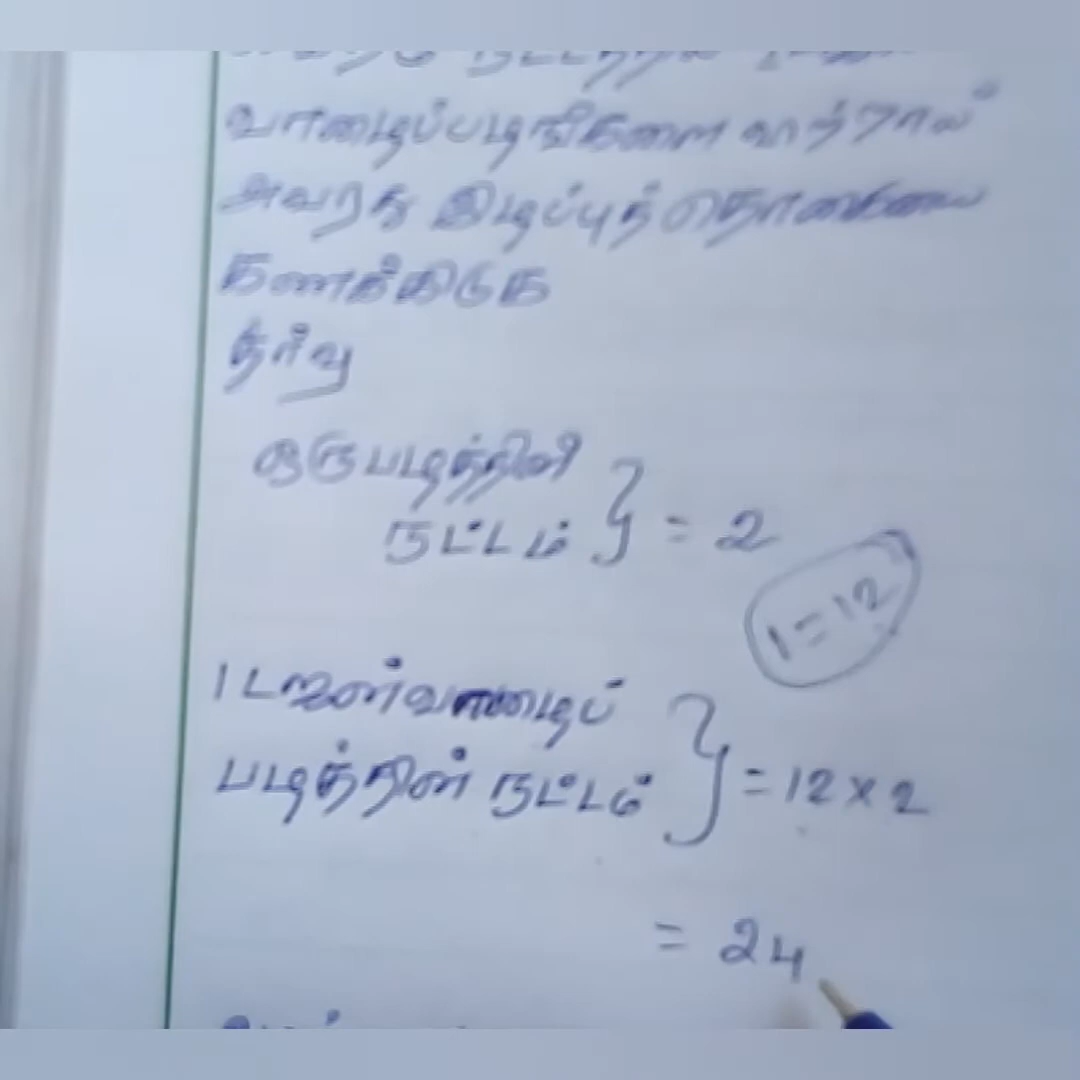 வாழைப்பழங்களை விற்றால்
அவரது இழப்புத் தொகையை
கணக்கிடுக
தீர்வு
ஒரு பழத்தின்
நட்டம் } = 2
1 = 12
1 டஜன் வாழைப்
பழத்தின் நட்டம் } = 12 x 2
= 24